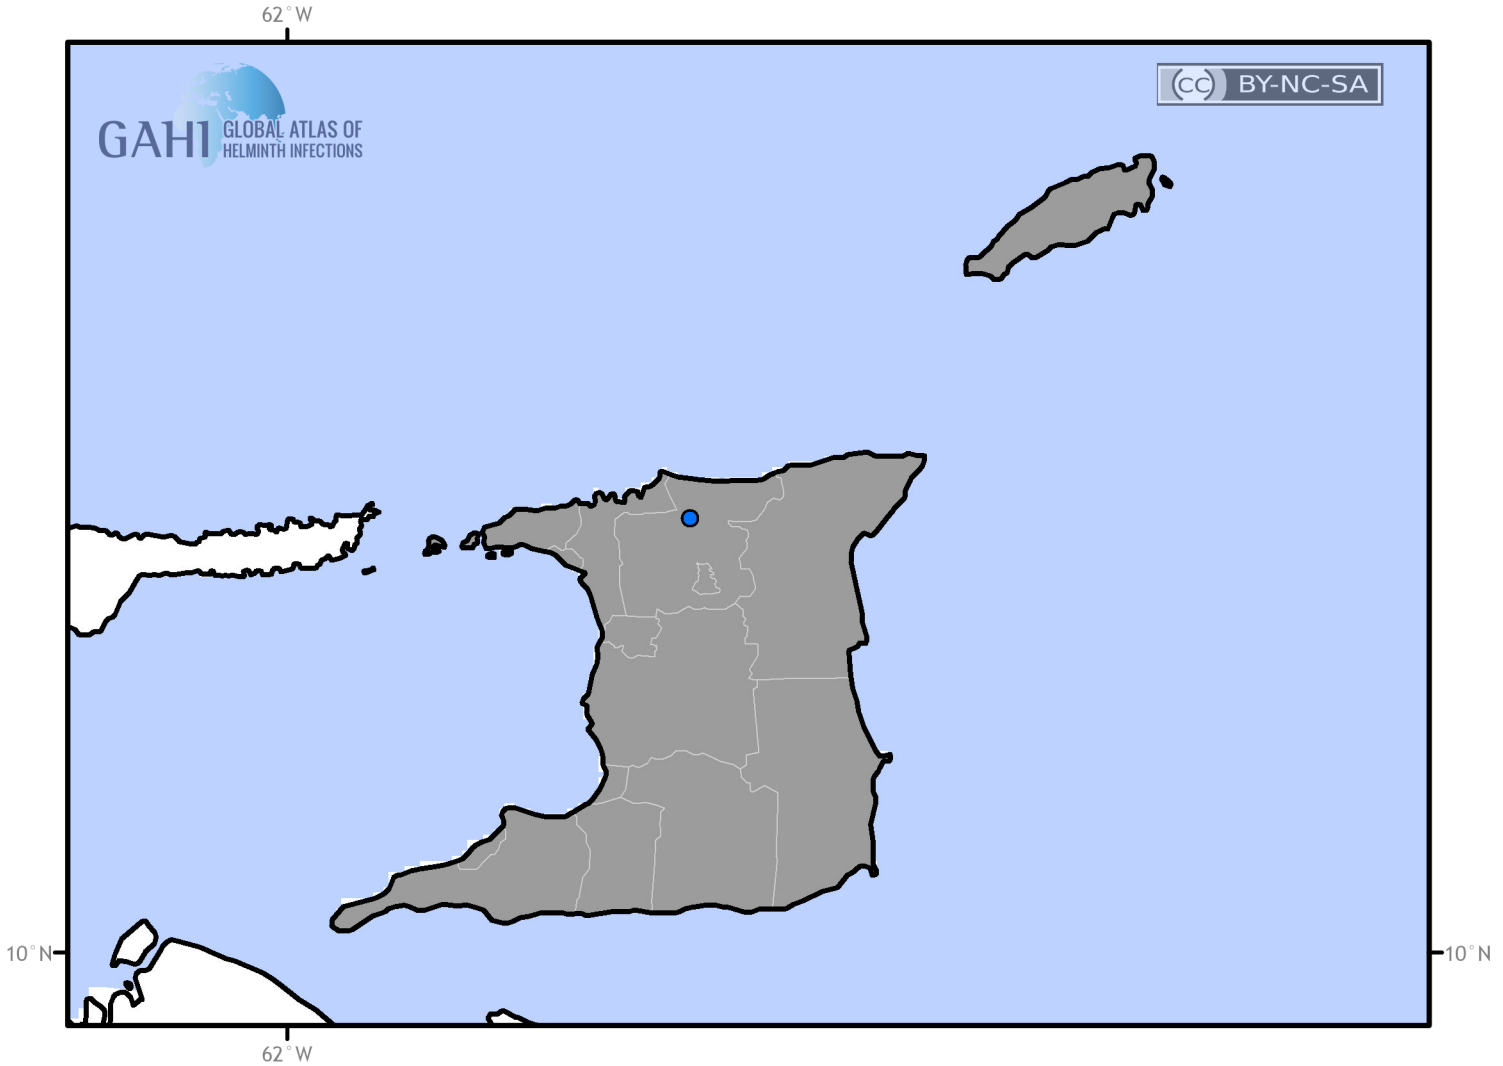 62°W
GAHI GLOBAL ATLAS OF
HELMINTH INFECTIONS
cc BY-NC-SA
10°N
10°N
62°W